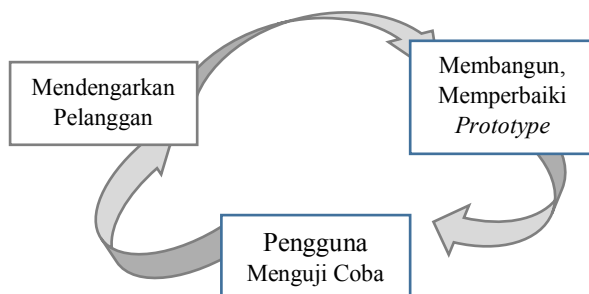 Mendengarkan
Pelanggan
Membangun,
Memperbaiki
Prototype
Pengguna
Menguji Coba